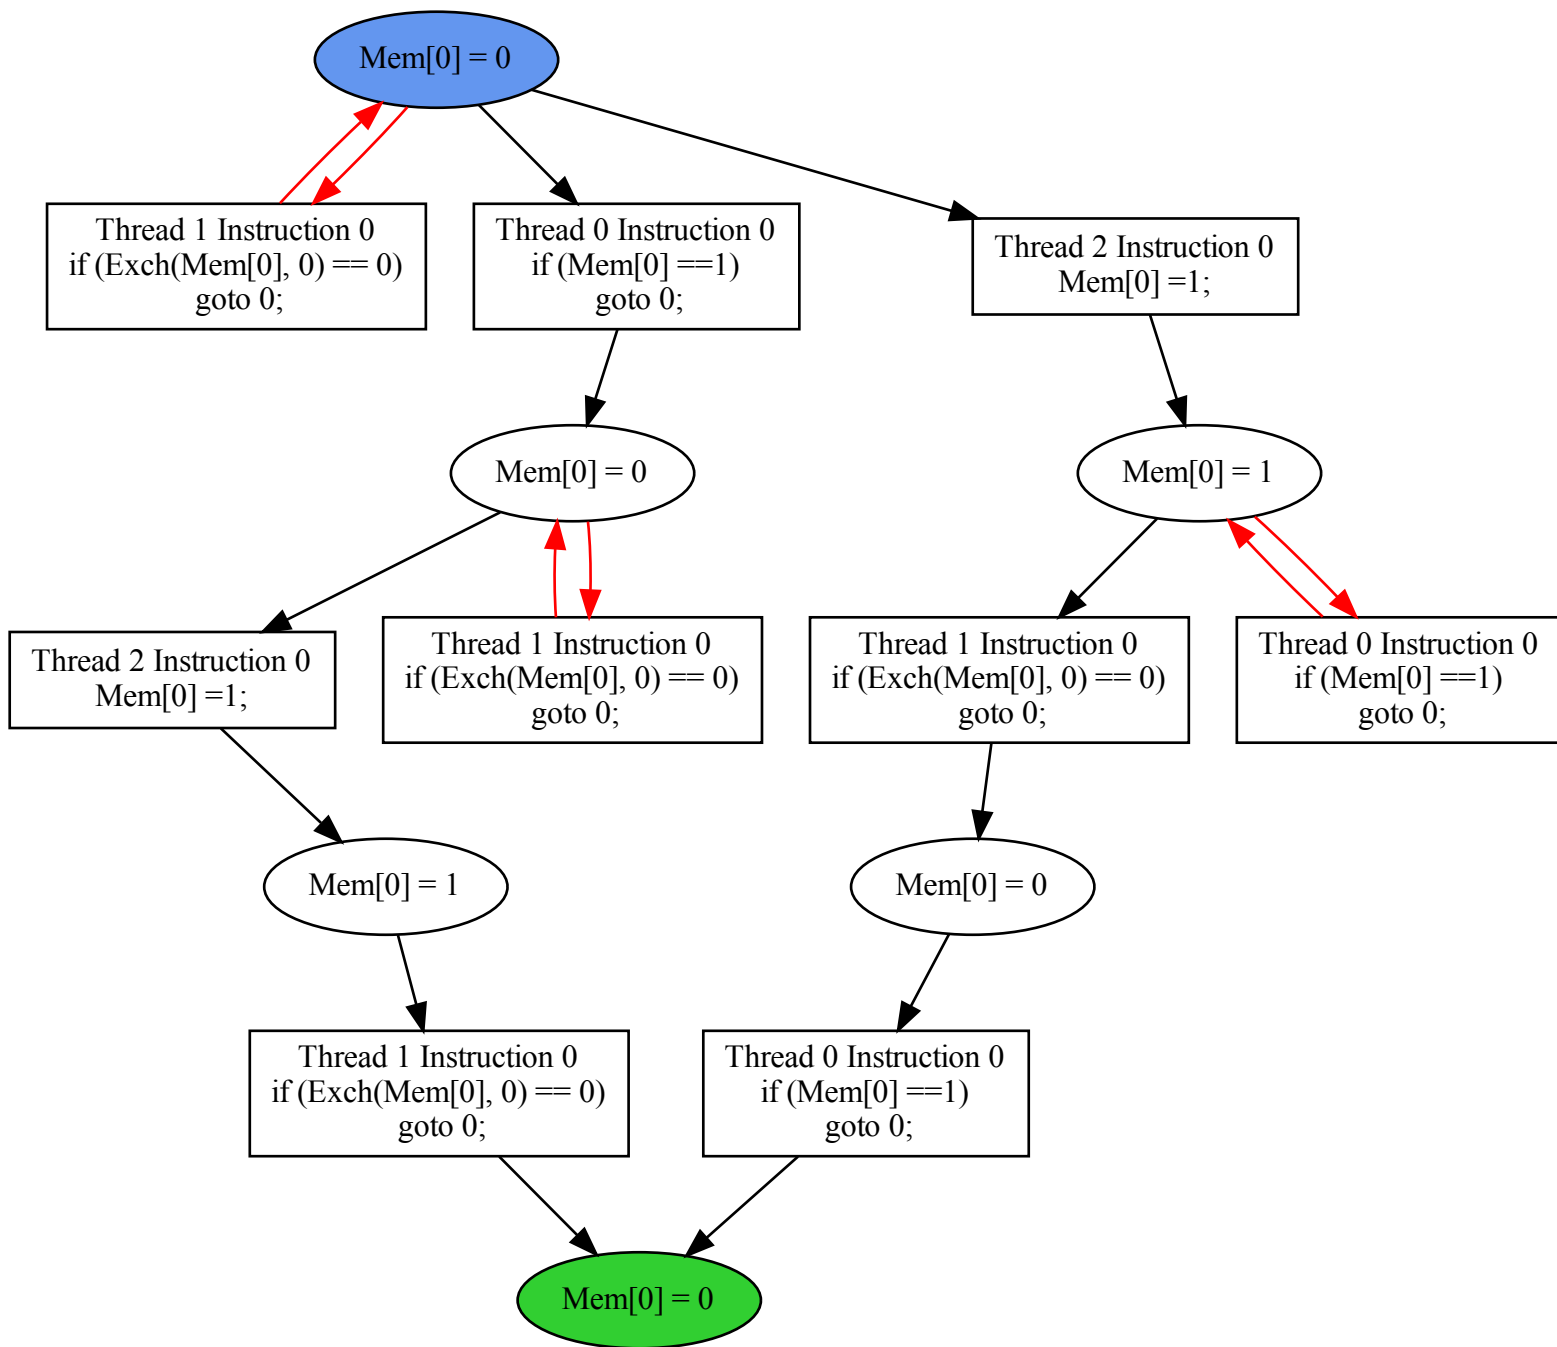 Mem[0] = 0
Thread 1 Instruction 0
if (Exch(Mem[0], 0) == 0)
goto 0;
Thread 0 Instruction 0
if (Mem[0] ==1)
goto 0;
Thread 2 Instruction 0
Mem[0] =1;
Mem[0] = 0
Mem[0] = 1
Thread 2 Instruction 0
Mem[0] =1;
Thread 1 Instruction 0
if (Exch(Mem[0], 0) == 0)
goto 0;
Thread 1 Instruction 0
if (Exch(Mem[0], 0) == 0)
goto 0;
Thread 0 Instruction 0
if (Mem[0] ==1)
goto 0;
Mem[0] = 1
Mem[0] = 0
Thread 1 Instruction 0
if (Exch(Mem[0], 0) == 0)
goto 0;
Thread 0 Instruction 0
if (Mem[0] ==1)
goto 0;
Mem[0] = 0